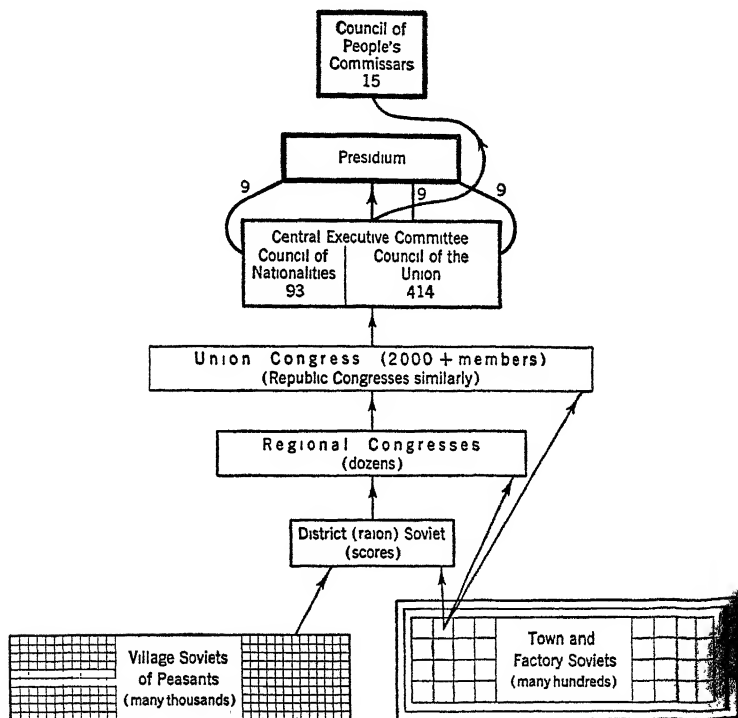 Council of
People's
Commissars
15
Presidium
9
9
9
Central Executive Committee
Council of
Nationalities
93
Council of the
Union
414
Union Congress (2000 + members)
(Republic Congresses similarly)
Regional Congresses
(dozens)
District (raion) Soviet
(scores)
Village Soviets
of Peasants
(many thousands)
Town and
Factory Soviets
(many hundreds)